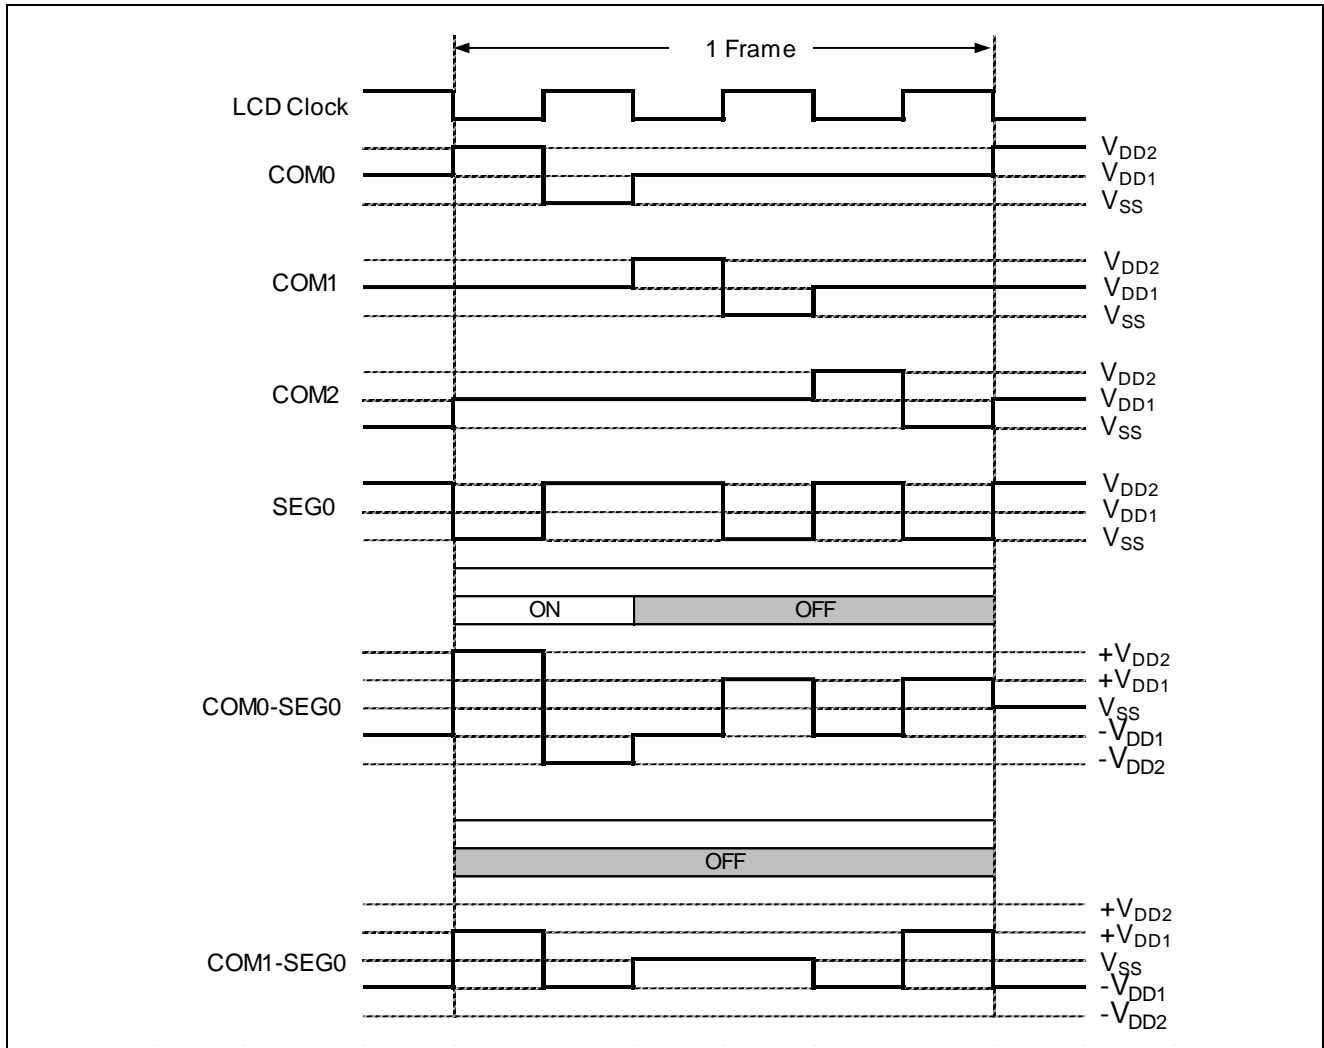 1 Frame
LCD Clock
COM0
VDD2
VDD1
VSS
COM1
VDD2
VDD1
VSS
COM2
VDD2
VDD1
VSS
SEG0
VDD2
VDD1
VSS
ON OFF
COM0-SEG0
+VDD2
+VDD1
VSS
-VDD1
-VDD2
OFF
COM1-SEG0
+VDD2
+VDD1
VSS
-VDD1
-VDD2